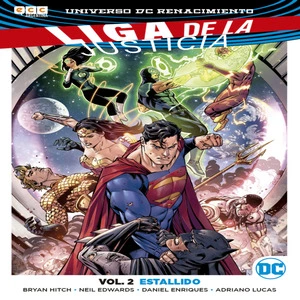 ecc
UNIVERSO DC RENACIMIENTO
LIGA DE LA
JUSTICIA
VOL. 2 ESTALLIDO
BRYAN HITCH • NEIL EDWARDS • DANIEL ENRIQUES • ADRIANO LUCAS
DC